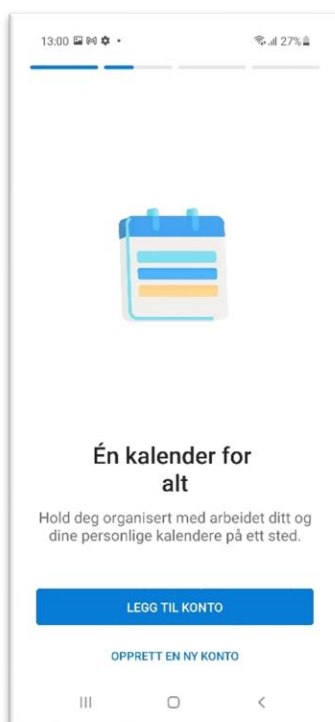 13:00
27%
Én kalender for
alt
Hold deg organisert med arbeidet ditt og
dine personlige kalendere på ett sted.
LEGG TIL KONTO
OPPRETT EN NY KONTO